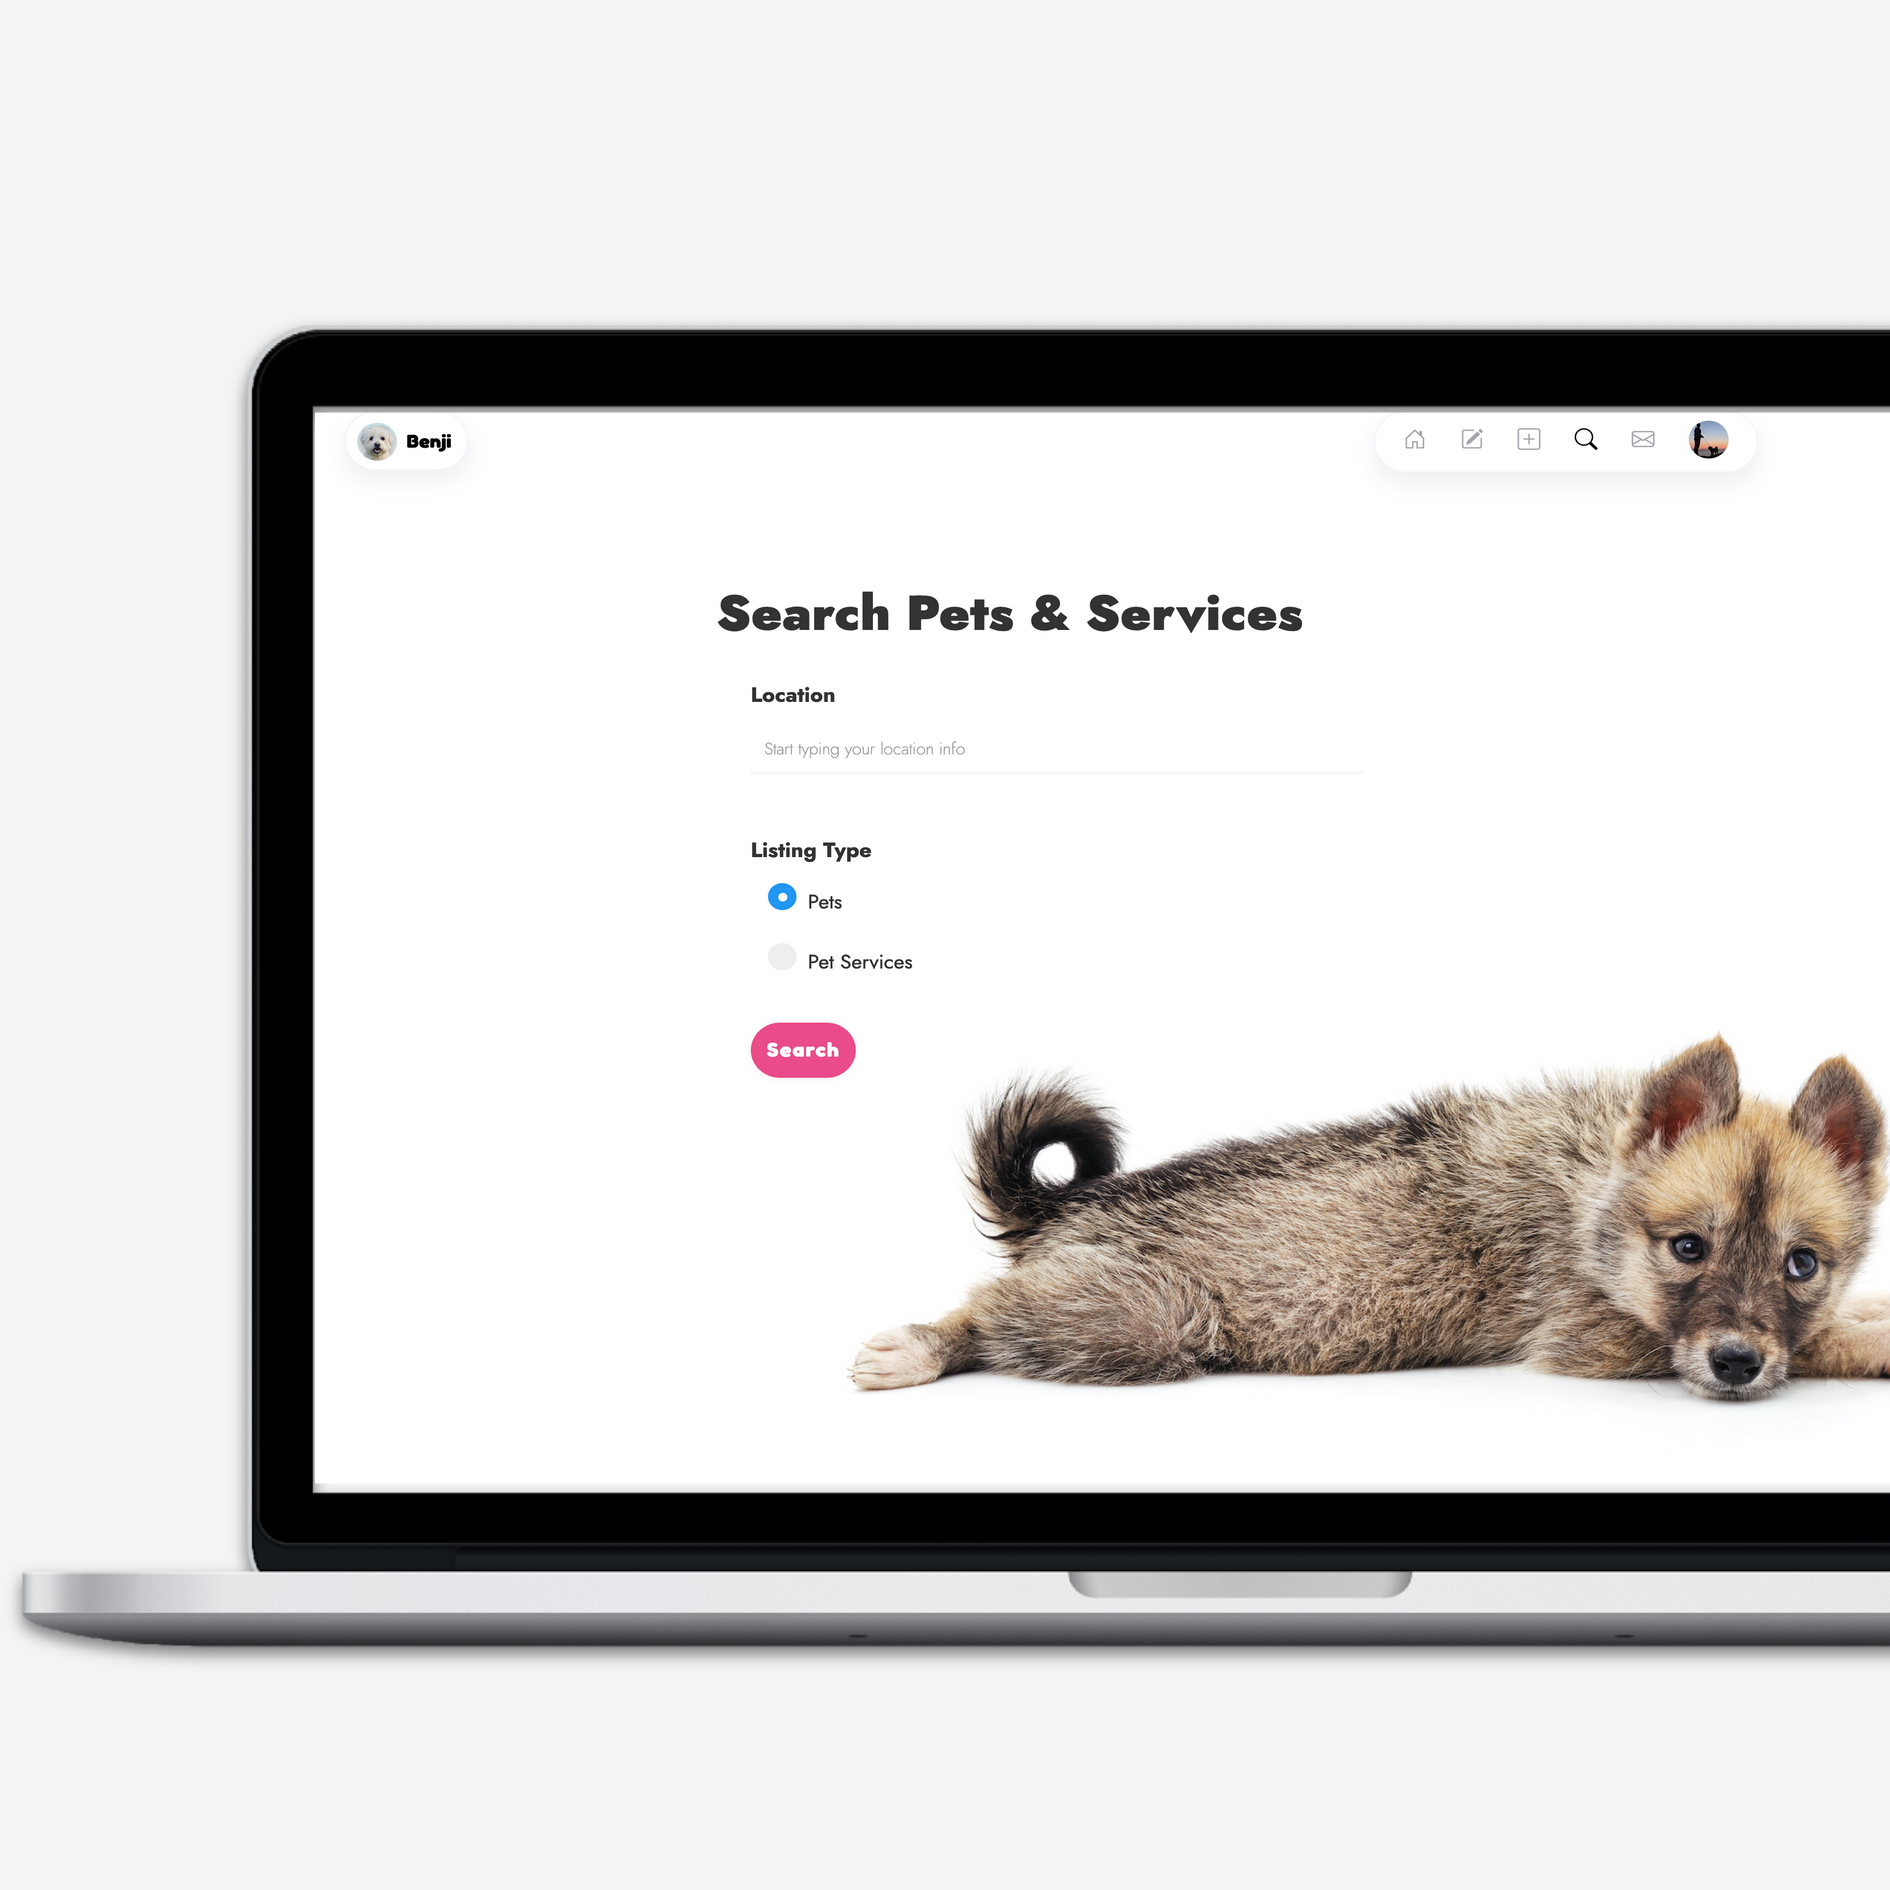 Benji
Search Pets & Services
Location
Start typing your location info
Listing Type
Pets
Pet Services
Search